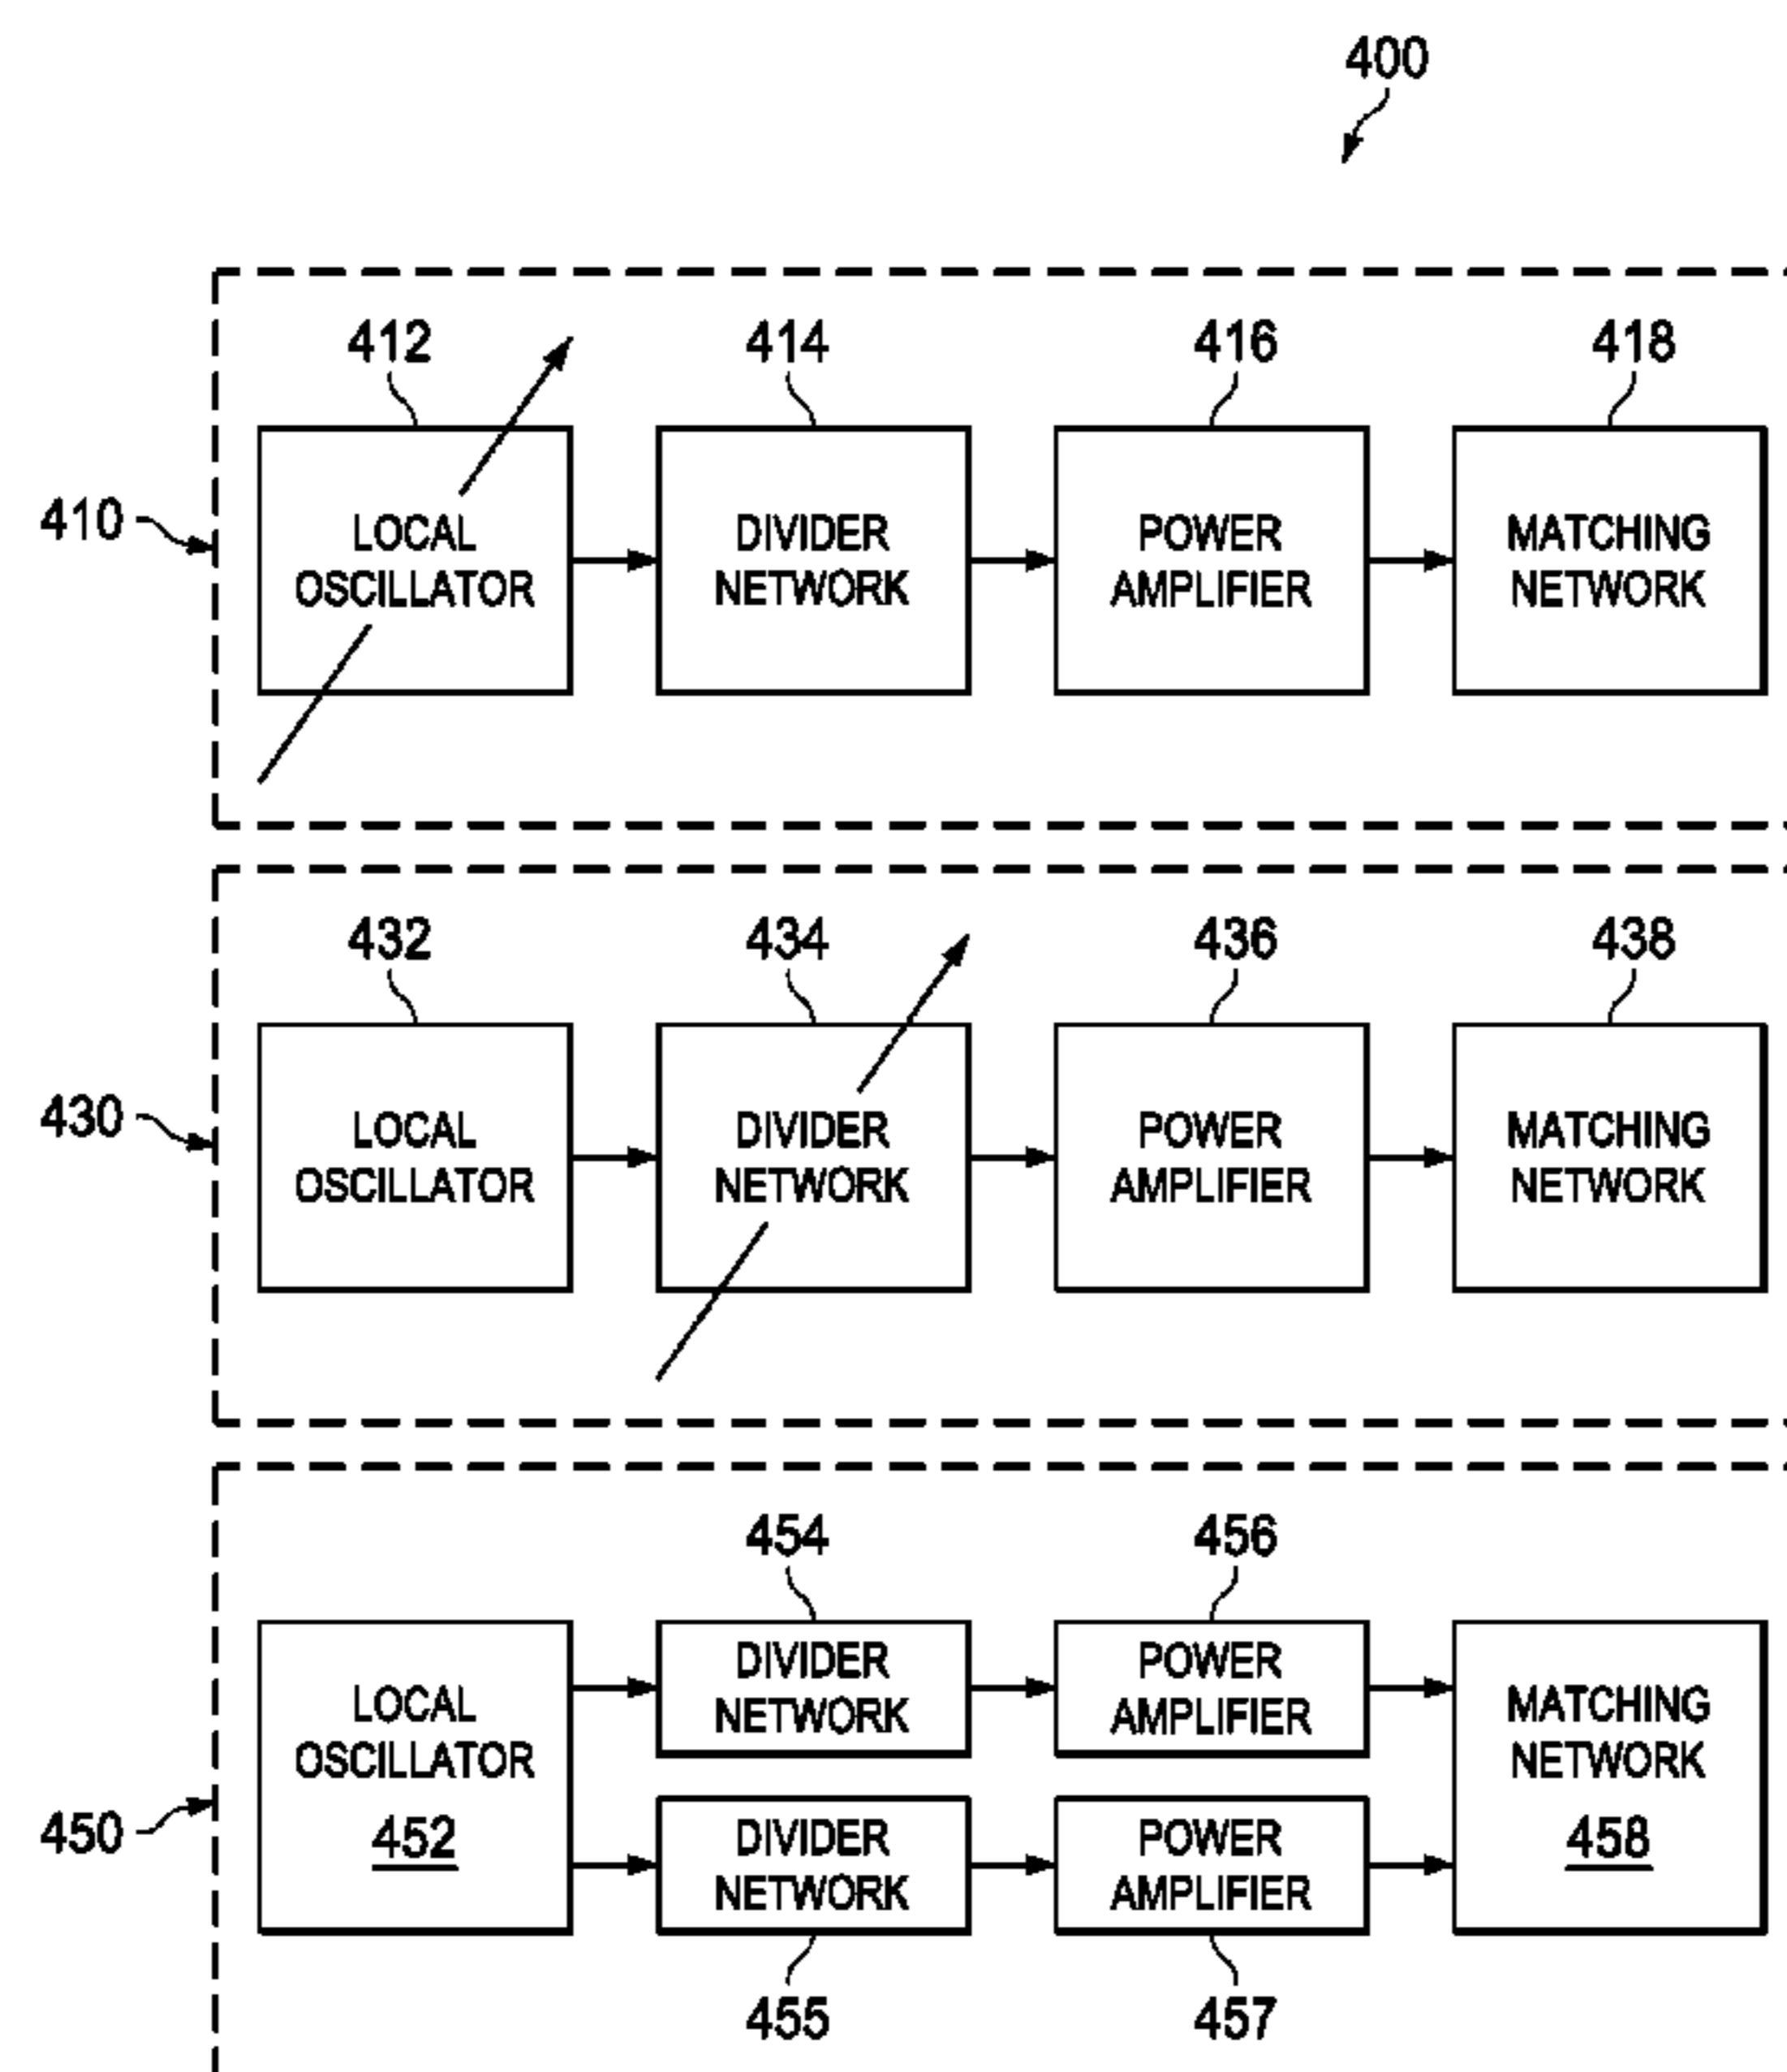 400
412
414
416
418
410
LOCAL
OSCILLATOR
DIVIDER
NETWORK
POWER
AMPLIFIER
MATCHING
NETWORK
432
434
436
438
430
LOCAL
OSCILLATOR
DIVIDER
NETWORK
POWER
AMPLIFIER
MATCHING
NETWORK
454
456
450
LOCAL
OSCILLATOR
452
DIVIDER
NETWORK
POWER
AMPLIFIER
DIVIDER
NETWORK
POWER
AMPLIFIER
MATCHING
NETWORK
458
455
457